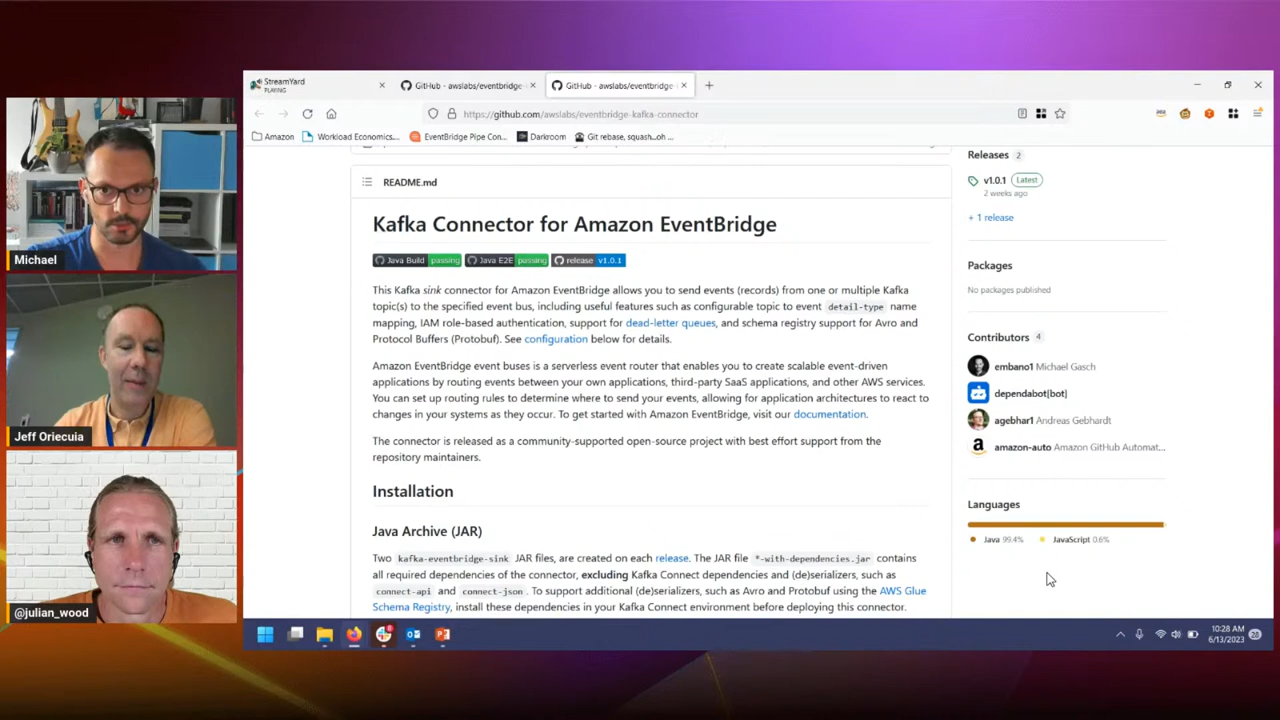 StreamYard
PLAYING
GitHub - awslabs/eventbridge-
GitHub - awslabs/eventbridge-
https://github.com/awslabs/eventbridge-kafka-connector
Amazon
Workload Economics...
EventBridge Pipe Con...
Darkroom
Git rebase, squash...oh ...
README.md
Kafka Connector for Amazon EventBridge
Java Build passing
Java E2E passing
release v1.0.1
This Kafka sink connector for Amazon EventBridge allows you to send events (records) from one or multiple Kafka
topic(s) to the specified event bus, including useful features such as configurable topic to event detail-type name
mapping, IAM role-based authentication, support for dead-letter queues, and schema registry support for Avro and
Protocol Buffers (Protobuf). See configuration below for details.
Amazon EventBridge event buses is a serverless event router that enables you to create scalable event-driven
applications by routing events between your own applications, third-party SaaS applications, and other AWS services.
You can set up routing rules to determine where to send your events, allowing for application architectures to react to
changes in your systems as they occur. To get started with Amazon EventBridge, visit our documentation.
The connector is released as a community-supported open-source project with best effort support from the
repository maintainers.
Installation
Java Archive (JAR)
Two kafka-eventbridge-sink JAR files, are created on each release. The JAR file *-with-dependencies.jar contains
all required dependencies of the connector, excluding Kafka Connect dependencies and (de)serializers, such as
connect-api and connect-json. To support additional (de)serializers, such as Avro and Protobuf using the AWS Glue
Schema Registry, install these dependencies in your Kafka Connect environment before deploying this connector.
Releases 2
v1.0.1 Latest
2 weeks ago
+ 1 release
Packages
No packages published
Contributors 4
embano1 Michael Gasch
dependabot[bot]
agebhar1 Andreas Gebhardt
amazon-auto Amazon GitHub Automat...
Languages
Java 99.4%
JavaScript 0.6%
Michael
Jeff Oriecuia
@julian_wood
10:28 AM
6/13/2023
28